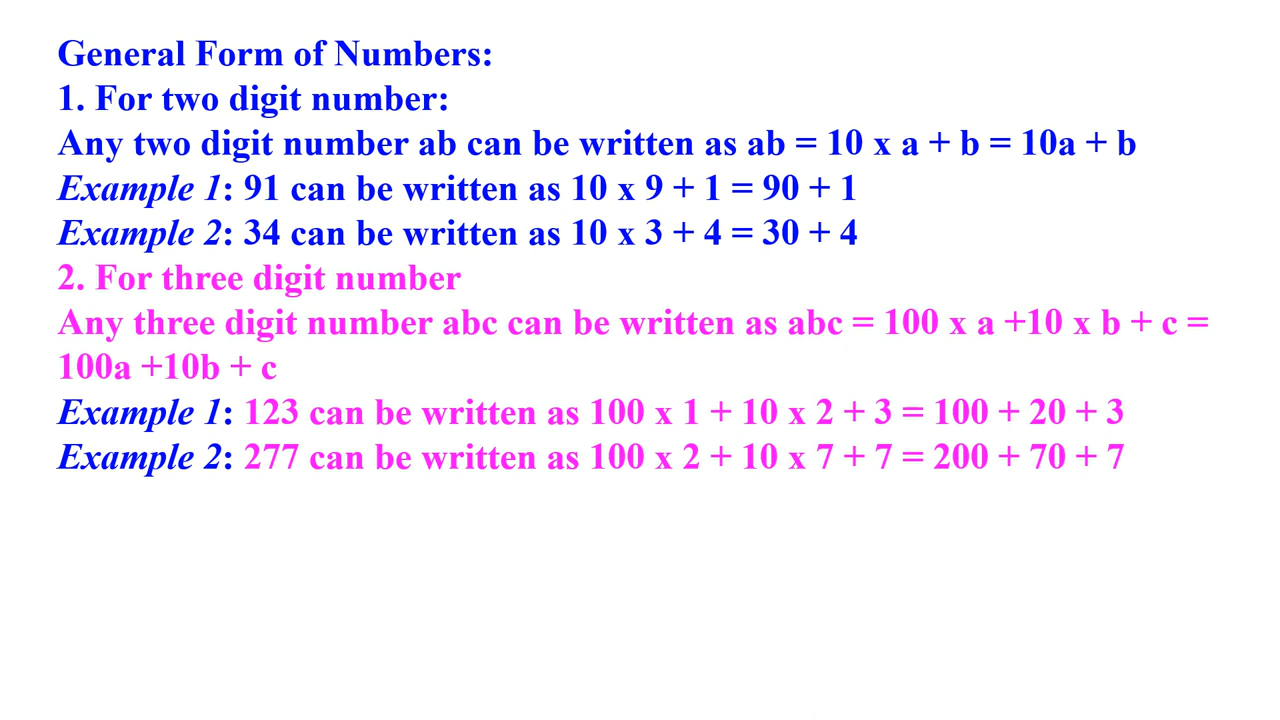 General Form of Numbers:
1. For two digit number:
Any two digit number ab can be written as ab = 10 x a + b = 10a + b
Example 1: 91 can be written as 10 x 9 + 1 = 90 + 1
Example 2: 34 can be written as 10 x 3 + 4 = 30 + 4
2. For three digit number
Any three digit number abc can be written as abc = 100 x a +10 x b + c =
100a +10b + c
Example 1: 123 can be written as 100 x 1 + 10 x 2 + 3 = 100 + 20 + 3
Example 2: 277 can be written as 100 x 2 + 10 x 7 + 7 = 200 + 70 + 7